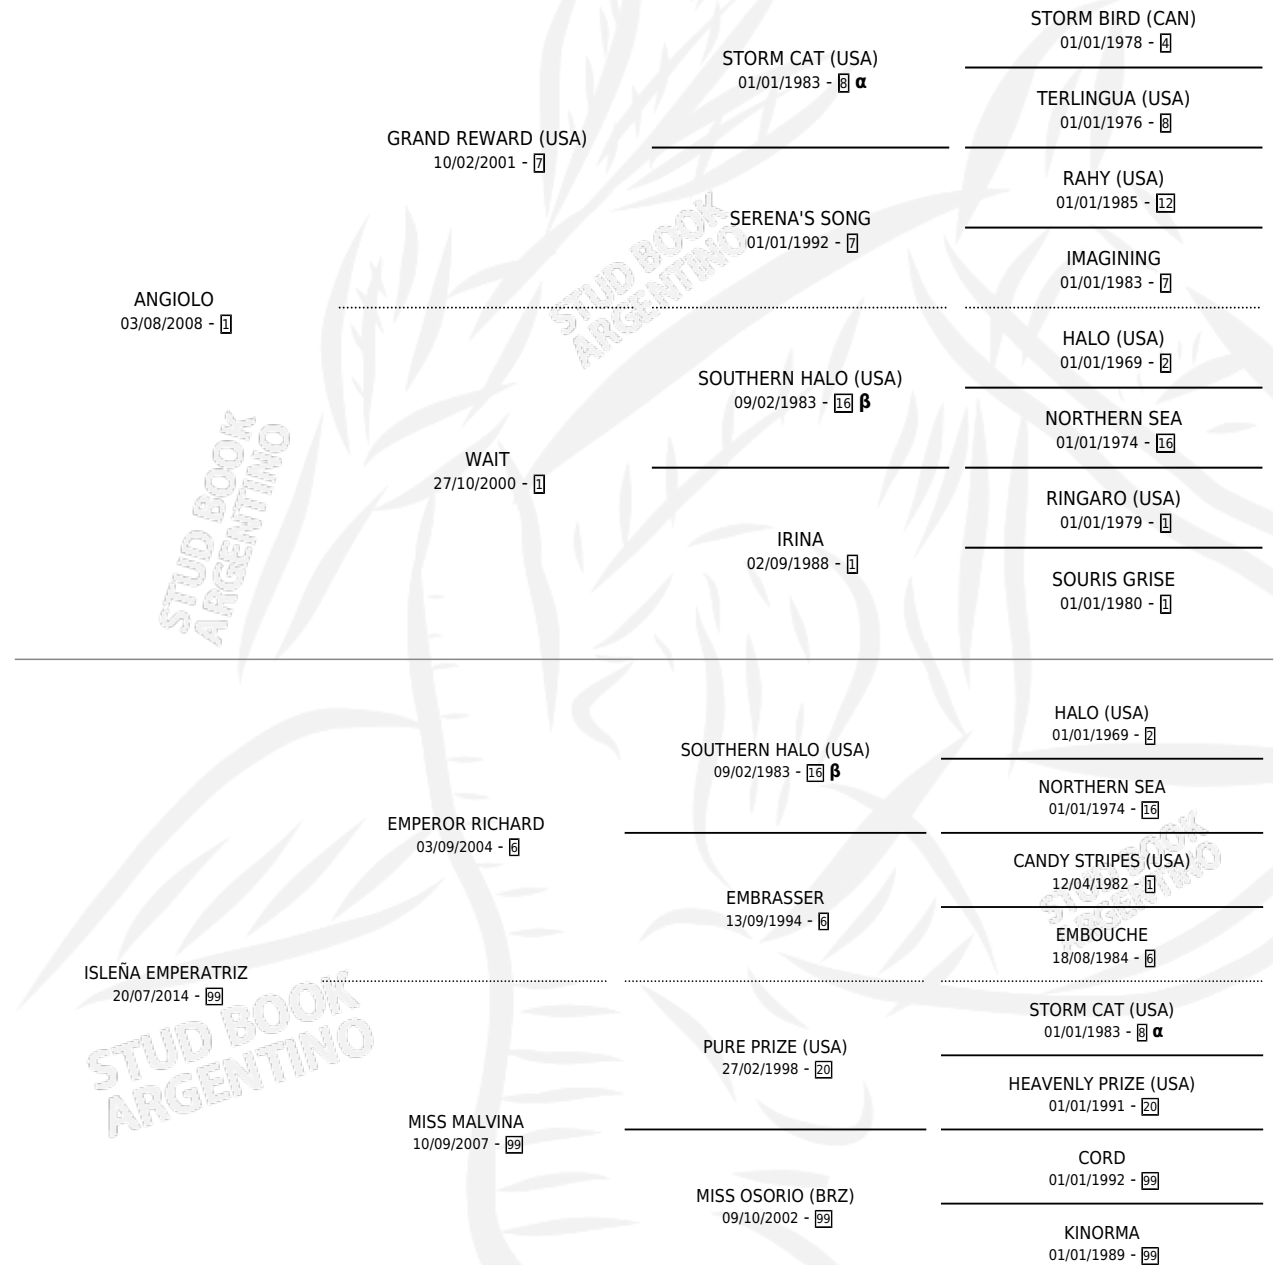 STORM BIRD (CAN)
01/01/1978 - 4
STORM CAT (USA)
01/01/1983 - 8 α
TERLINGUA (USA)
01/01/1976 - 8
GRAND REWARD (USA)
10/02/2001 - 7
RAHY (USA)
01/01/1985 - 12
SERENA'S SONG
01/01/1992 - 7
IMAGINING
01/01/1983 - 7
ANGIOLO
03/08/2008 - 1
HALO (USA)
01/01/1969 - 2
SOUTHERN HALO (USA)
09/02/1983 - 16 β
NORTHERN SEA
01/01/1974 - 16
WAIT
27/10/2000 - 1
RINGARO (USA)
01/01/1979 - 1
IRINA
02/09/1988 - 1
SOURIS GRISE
01/01/1980 - 1
STUD BOOK
ARGENTINO
STUD BOOK
ARGENTINO
HALO (USA)
01/01/1969 - 2
SOUTHERN HALO (USA)
09/02/1983 - 16 β
NORTHERN SEA
01/01/1974 - 16
EMPEROR RICHARD
03/09/2004 - 6
CANDY STRIPES (USA)
12/04/1982 - 1
EMBRASSER
13/09/1994 - 6
EMBOUCHE
18/08/1984 - 6
ISLEÑA EMPERATRIZ
20/07/2014 - 99
STORM CAT (USA)
01/01/1983 - 8 α
PURE PRIZE (USA)
27/02/1998 - 20
HEAVENLY PRIZE (USA)
01/01/1991 - 20
MISS MALVINA
10/09/2007 - 99
CORD
01/01/1992 - 99
MISS OSORIO (BRZ)
09/10/2002 - 99
KINORMA
01/01/1989 - 99
STUD BOOK
ARGENTINO
STUD BOOK
ARGENTINO